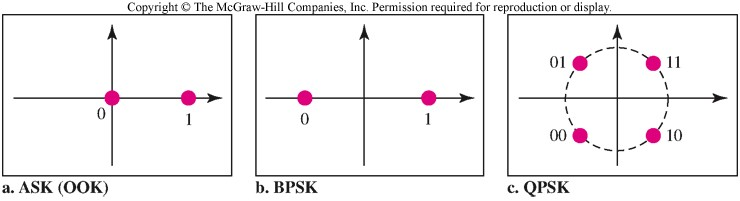 Copyright © The McGraw-Hill Companies, Inc. Permission required for reproduction or display.
0
1
0
1
01
11
00
10
a. ASK (OOK)
b. BPSK
c. QPSK